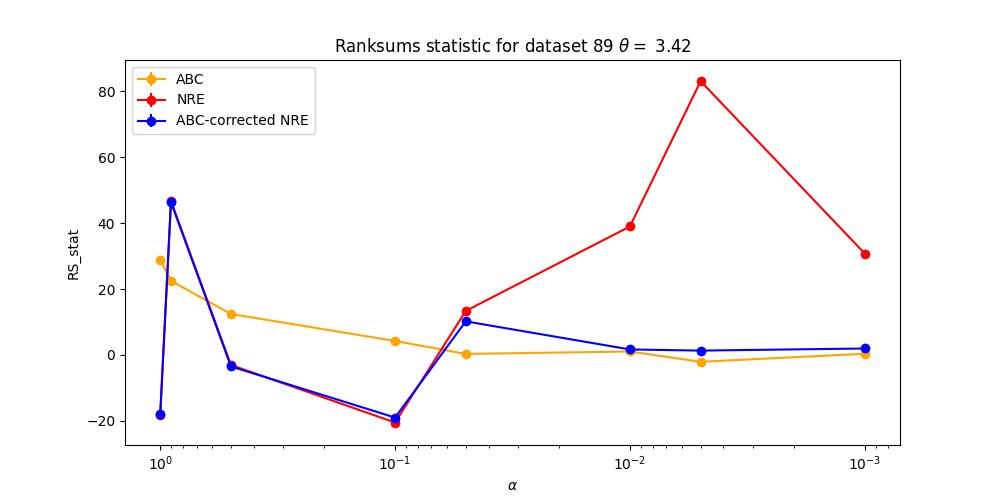 Ranksums statistic for dataset 89 θ = 3.42
ABC
NRE
ABC-corrected NRE
RS_stat
80
60
40
20
0
−20
10⁰
10⁻¹
10⁻²
10⁻³
α